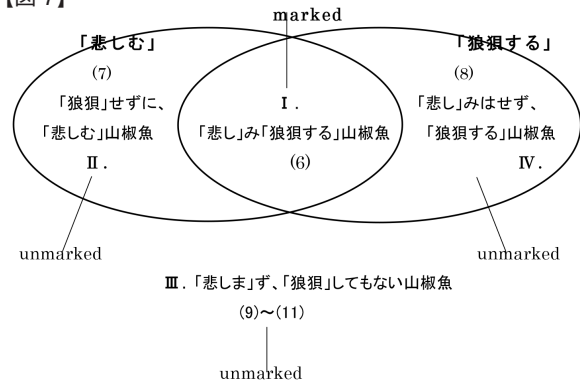 【図 7】
marked
「悲しむ」
「狼狽する」
(7)
(8)
「狼狽」せずに、
「悲しむ」山椒魚
Ⅱ.
Ⅰ.
「悲し」み「狼狽する」山椒魚
(6)
「悲し」みはせず、
「狼狽する」山椒魚
Ⅳ.
unmarked
unmarked
Ⅲ.「悲しま」ず、「狼狽」してもない山椒魚
(9)～(11)
unmarked